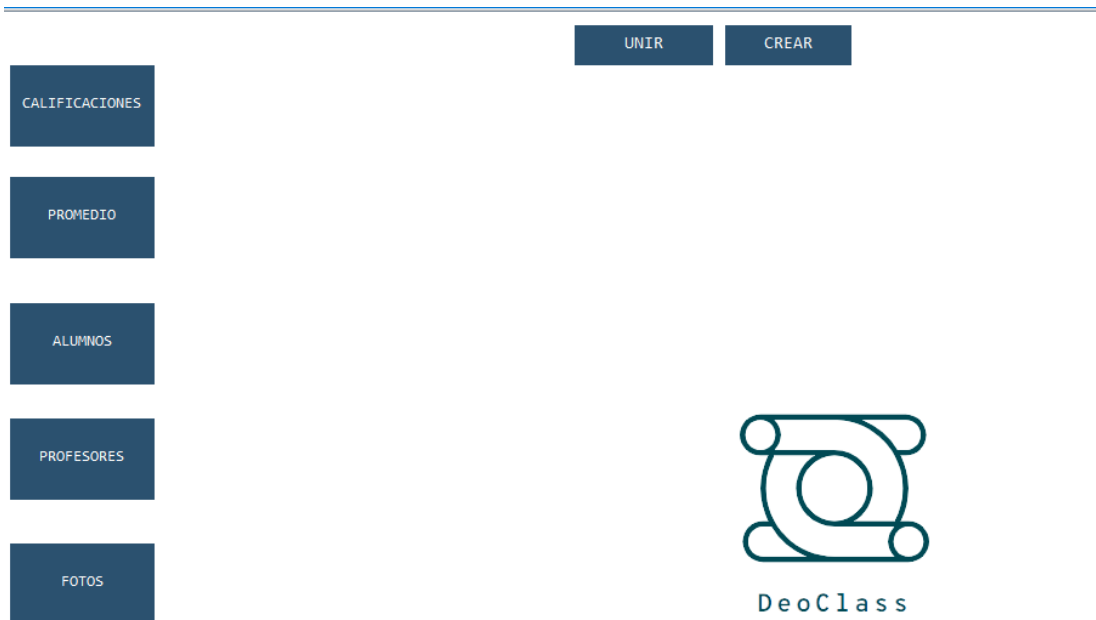 UNIR
CREAR
CALIFICACIONES
PROMEDIO
ALUMNOS
PROFESORES
FOTOS
DeoClass